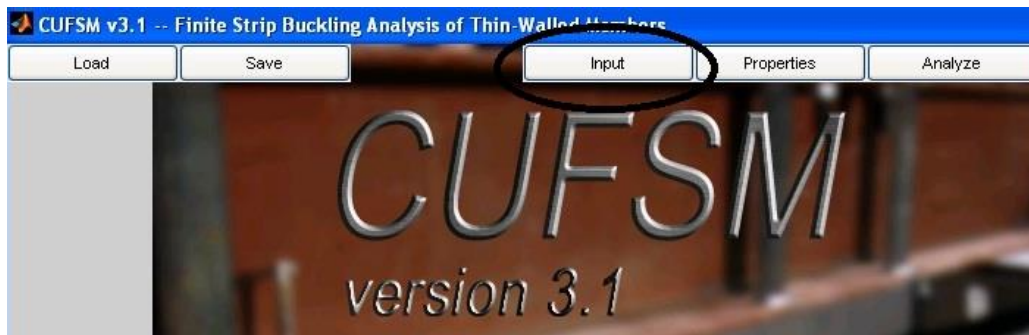 CUFSM v3.1 -- Finite Strip Buckling Analysis of Thin-Walled Members
Load Save Input Properties Analyze
CUFSM
version 3.1